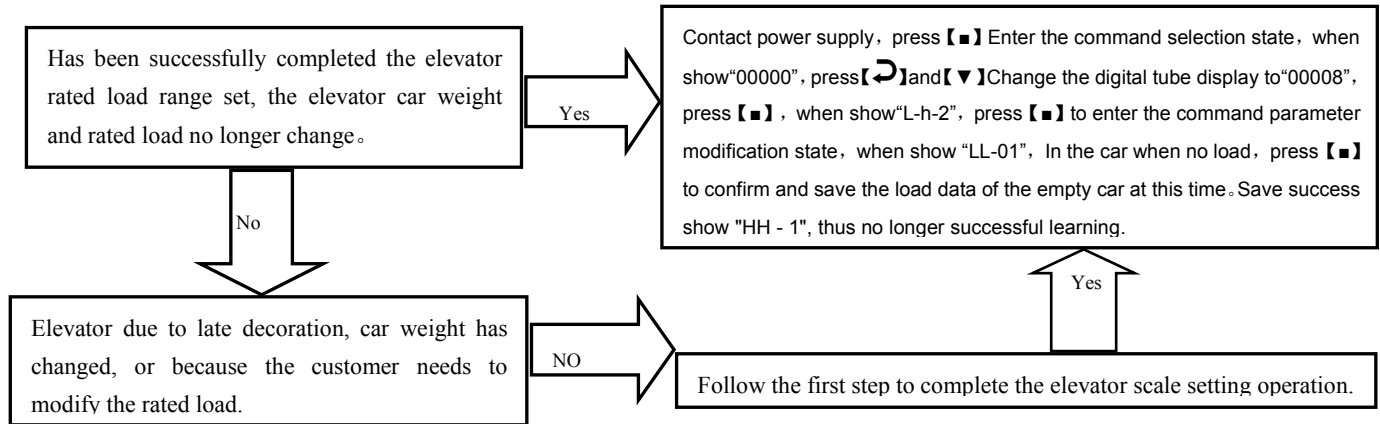 Has been successfully completed the elevator
rated load range set, the elevator car weight
and rated load no longer change。
Yes
Contact power supply，press【■】Enter the command selection state，when
show“00000”，press【⮌】and【▼】Change the digital tube display to“00008”，
press【■】，when show“L-h-2”，press【■】to enter the command parameter
modification state，when show “LL-01”，In the car when no load，press【■】
to confirm and save the load data of the empty car at this time。Save success
show "HH - 1", thus no longer successful learning.
No
Yes
Elevator due to late decoration, car weight has
changed, or because the customer needs to
modify the rated load.
NO
Follow the first step to complete the elevator scale setting operation.